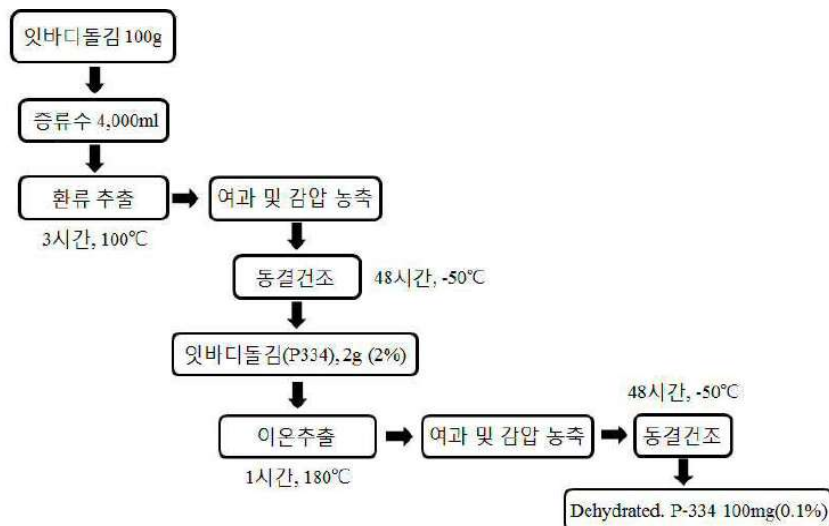 잇바디돌김 100g
증류수 4,000ml
환류 추출
3시간, 100℃
여과 및 감압 농축
동결건조
48시간, -50℃
잇바디돌김(P334), 2g (2%)
이온추출
1시간, 180℃
여과 및 감압 농축
48시간, -50℃
동결건조
Dehydrated. P-334 100mg(0.1%)